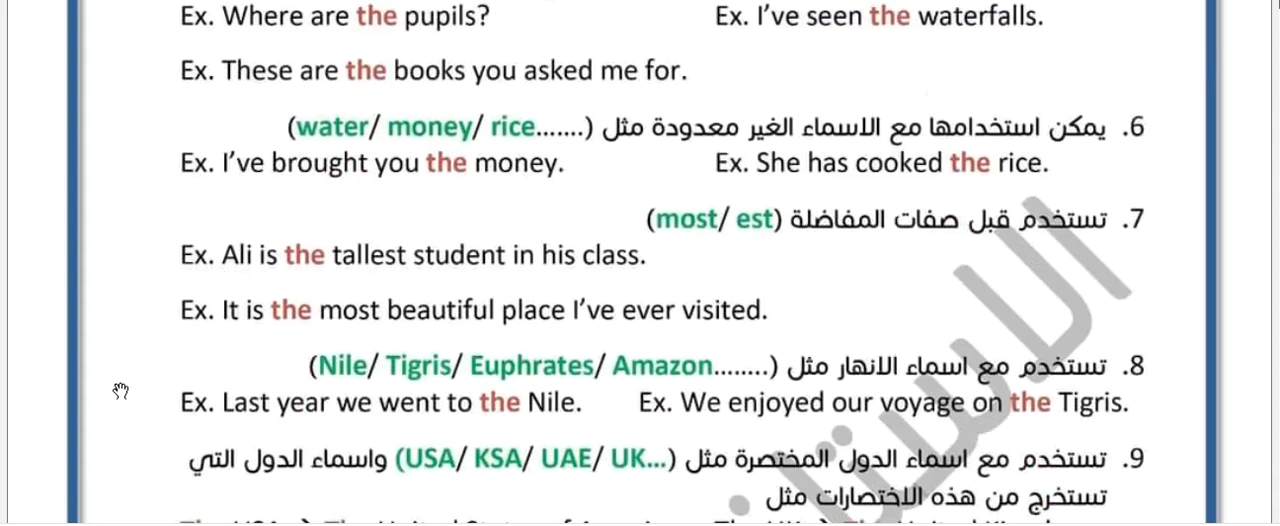 Ex. Where are the pupils? Ex. I've seen the waterfalls.
Ex. These are the books you asked me for.
6. يمكن استخدامها مع الاسماء الغير معدودة مثل (water/ money/ rice.......)
Ex. I've brought you the money. Ex. She has cooked the rice.
7. تستخدم قبل صفات المفاضلة (most/ est)
Ex. Ali is the tallest student in his class.
Ex. It is the most beautiful place I've ever visited.
8. تستخدم مع اسماء الانهار مثل (Nile/ Tigris/ Euphrates/ Amazon........)
Ex. Last year we went to the Nile. Ex. We enjoyed our voyage on the Tigris.
9. تستخدم مع اسماء الدول المختصرة مثل (USA/ KSA/ UAE/ UK...) واسماء الدول التي
تستخرج من هذه الاختصارات مثل